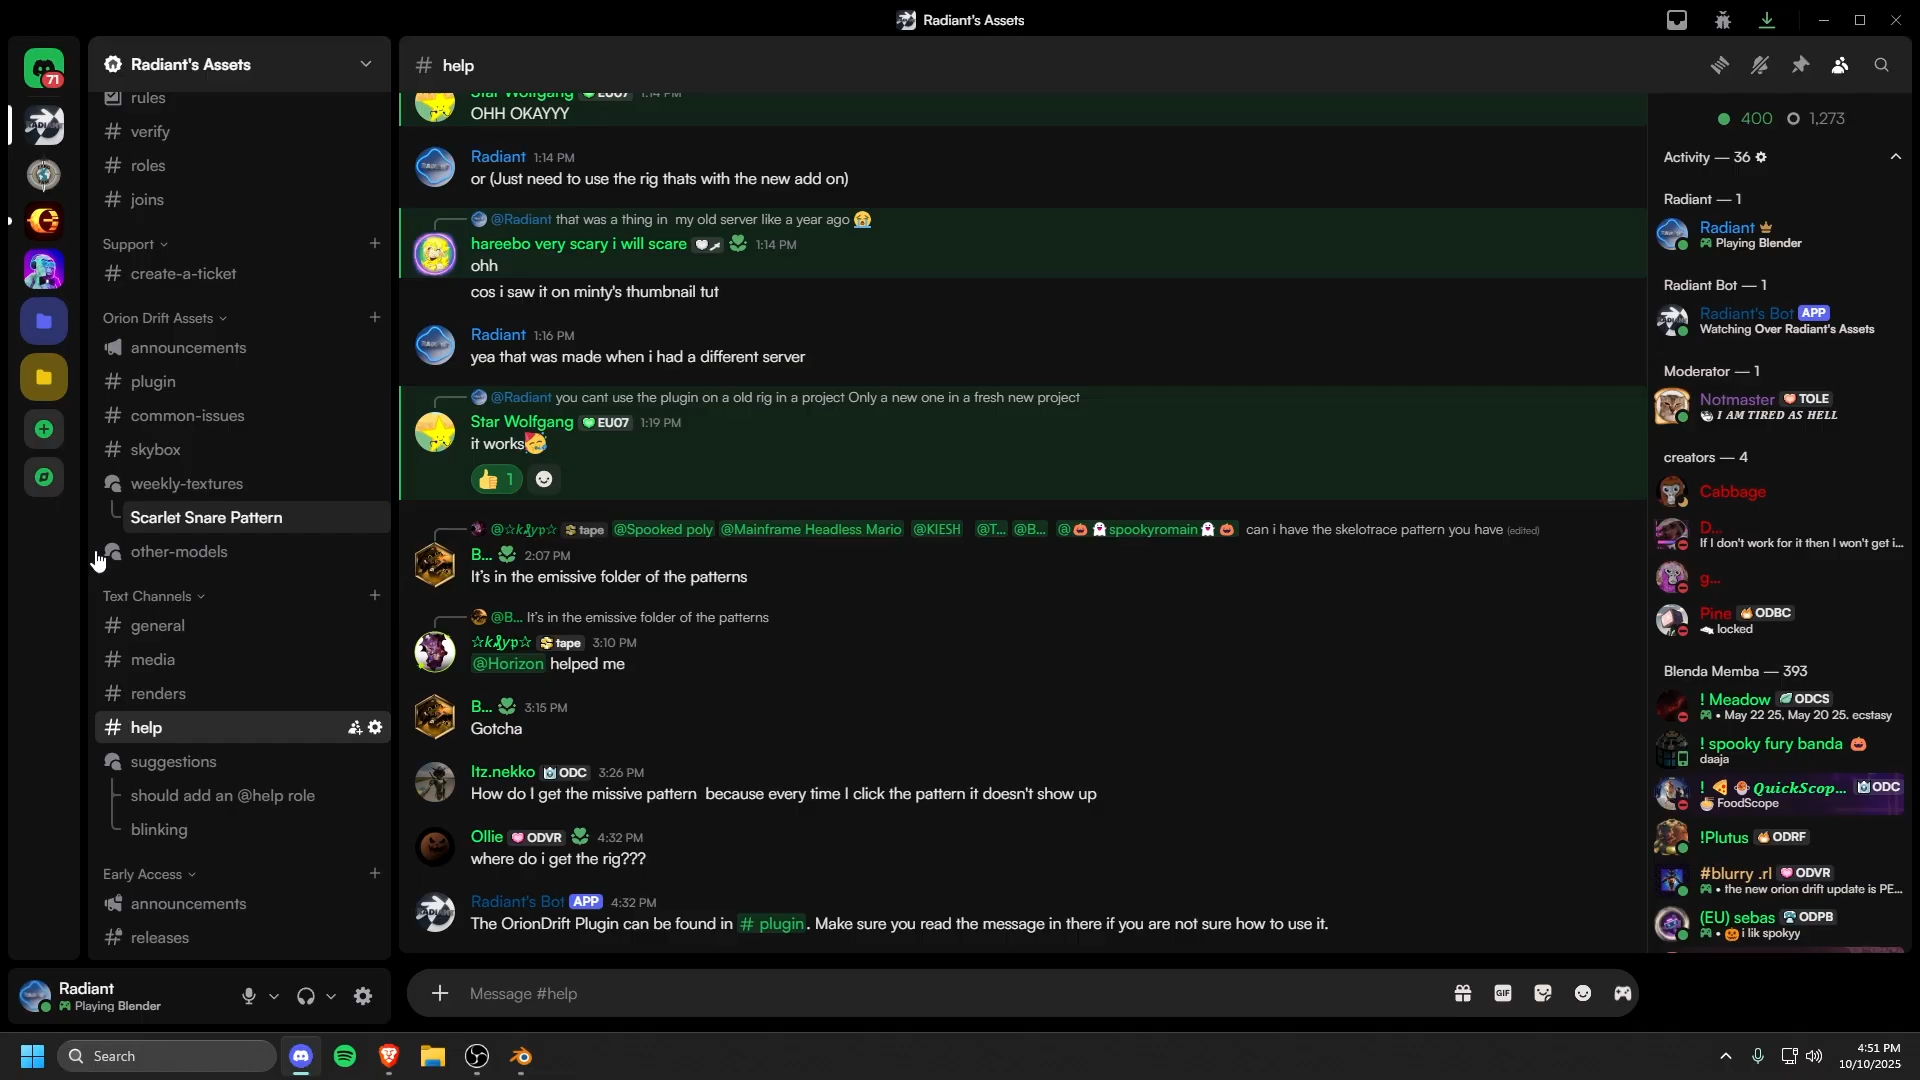 Radiant's Assets
71
Radiant's Assets
rules
verify
roles
joins
Support
create-a-ticket
Orion Drift Assets
announcements
plugin
common-issues
skybox
weekly-textures
Scarlet Snare Pattern
other-models
Text Channels
general
media
renders
help
suggestions
should add an @help role
blinking
Early Access
announcements
releases
Radiant
Playing Blender
help
Star Wolfgang EU07 1:14 PM
OHH OKAYYY
Radiant 1:14 PM
or (Just need to use the rig thats with the new add on)
@Radiant that was a thing in my old server like a year ago 😭
hareebo very scary i will scare 1:14 PM
ohh
cos i saw it on minty's thumbnail tut
Radiant 1:16 PM
yea that was made when i had a different server
@Radiant you cant use the plugin on a old rig in a project Only a new one in a fresh new project
Star Wolfgang EU07 1:19 PM
it works🥳
👍 1
@☆k𝓁yp☆ tape @Spooked poly @Mainframe Headless Mario @KIESH @T... @B... @🎃👻spookyromain👻🎃 can i have the skelotrace pattern you have (edited)
B... 2:07 PM
It's in the emissive folder of the patterns
@B... It's in the emissive folder of the patterns
tape 3:10 PM
@Horizon helped me
B... 3:15 PM
Gotcha
Itz.nekko ODC 3:26 PM
How do I get the missive pattern because every time I click the pattern it doesn't show up
Ollie ODVR 4:32 PM
where do i get the rig???
Radiant's Bot APP 4:32 PM
The OrionDrift Plugin can be found in # plugin. Make sure you read the message in there if you are not sure how to use it.
Message #help
GIF
400 1,273
Activity — 36
Radiant — 1
Radiant
Playing Blender
Radiant Bot — 1
Radiant's Bot APP
Watching Over Radiant's Assets
Moderator — 1
Notmaster TOLE
I AM TIRED AS HELL
creators — 4
Cabbage
D...
If I don't work for it then I won't get i...
g...
Pine ODBC
locked
Blenda Memba — 393
! Meadow ODCS
• May 22 25, May 20 25. ecstasy
! spooky fury banda 🎃
daaja
! 🍕 QuickScop... ODC
FoodScope
!Plutus ODRF
#blurry .rl ODVR
• the new orion drift update is PE...
(EU) sebas ODPB
• 🎃i lik spokyy
Search
4:51 PM
10/10/2025